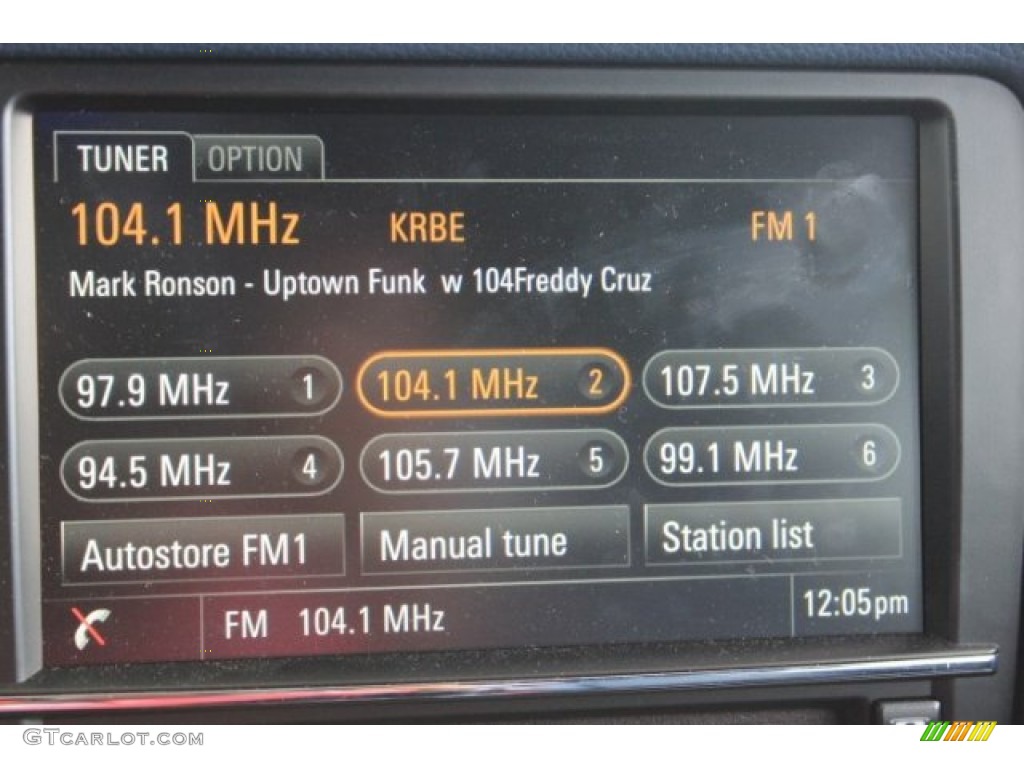 TUNER OPTION
104.1 MHz KRBE FM 1
Mark Ronson - Uptown Funk w 104Freddy Cruz
97.9 MHz 1 104.1 MHz 2 107.5 MHz 3
94.5 MHz 4 105.7 MHz 5 99.1 MHz 6
Autostore FM1 Manual tune Station list
FM 104.1 MHz 12:05pm
GTCARLOT.COM